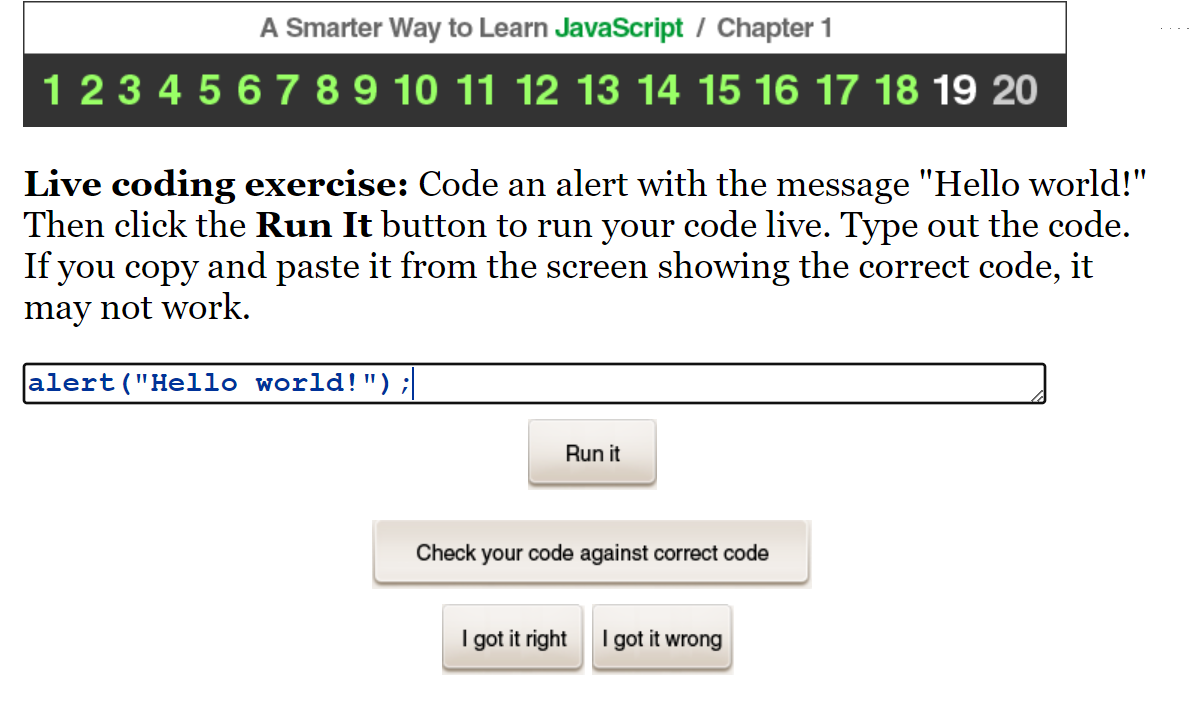 A Smarter Way to Learn JavaScript / Chapter 1
1 2 3 4 5 6 7 8 9 10 11 12 13 14 15 16 17 18 19 20
Live coding exercise: Code an alert with the message "Hello world!"
Then click the Run It button to run your code live. Type out the code.
If you copy and paste it from the screen showing the correct code, it
may not work.
alert("Hello world!");
Run it
Check your code against correct code
I got it right I got it wrong